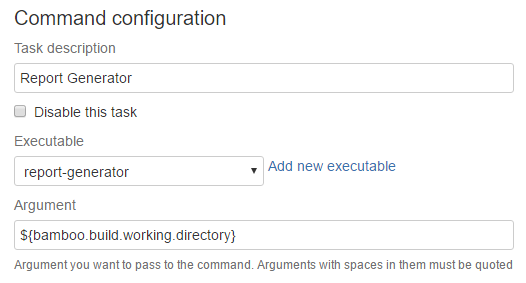 Command configuration
Task description
Report Generator
Disable this task
Executable
report-generator
Add new executable
Argument
${bamboo.build.working.directory}
Argument you want to pass to the command. Arguments with spaces in them must be quoted